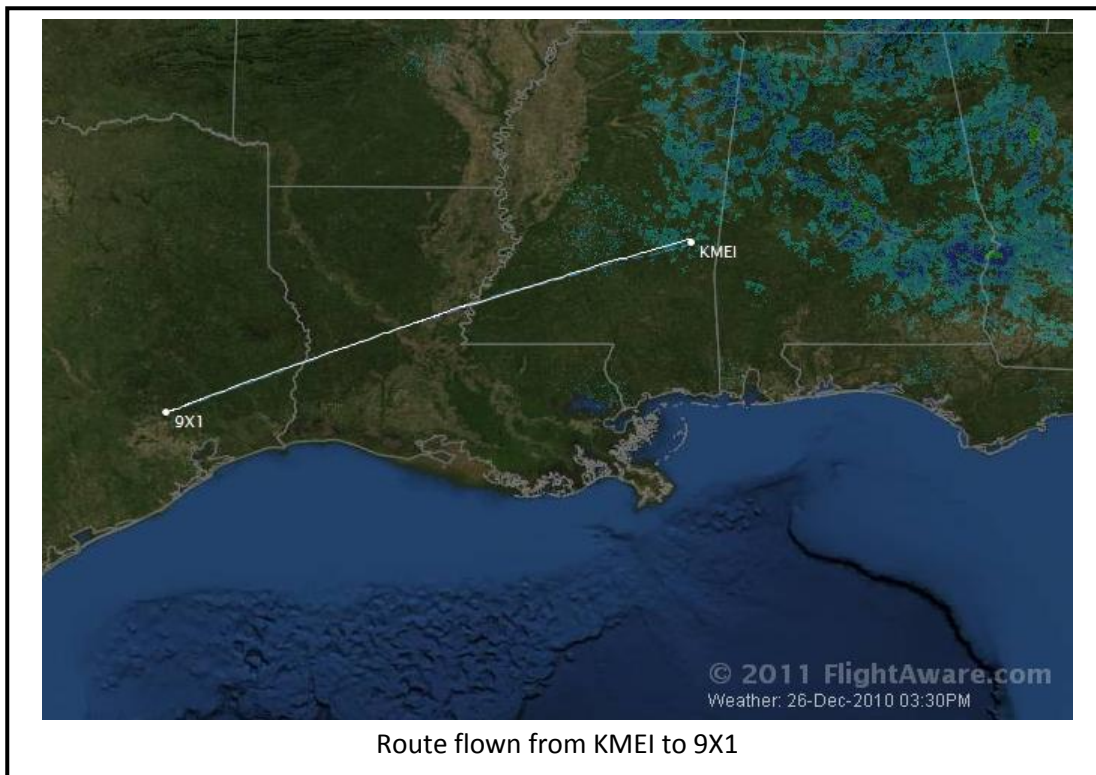 KMEI
9X1
© 2011 FlightAware.com
Weather: 26-Dec-2010 03:30PM
Route flown from KMEI to 9X1